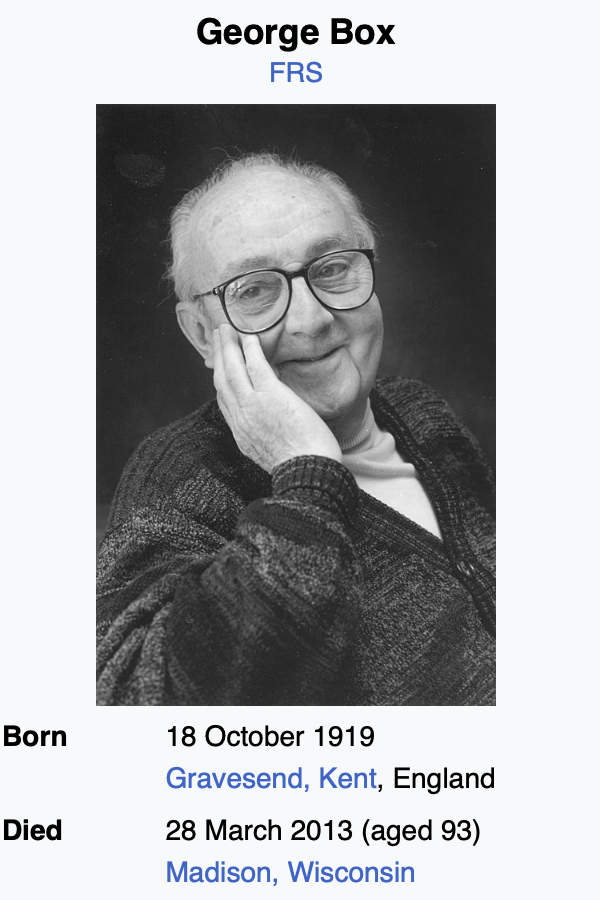 George Box
FRS
Born 18 October 1919
Gravesend, Kent, England
Died 28 March 2013 (aged 93)
Madison, Wisconsin